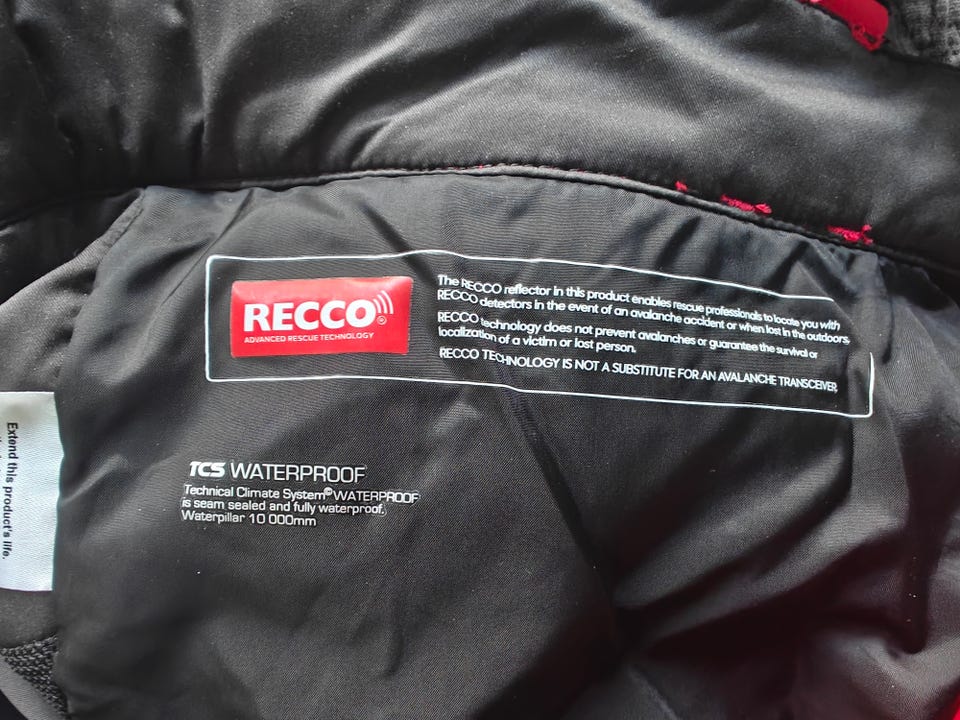 RECCO®
ADVANCED RESCUE TECHNOLOGY
The RECCO reflector in this product enables rescue professionals to locate you with
RECCO detectors in the event of an avalanche accident or when lost in the outdoors.
RECCO technology does not prevent avalanches or guarantee the survival or
localization of a victim or lost person.
RECCO TECHNOLOGY IS NOT A SUBSTITUTE FOR AN AVALANCHE TRANSCEIVER.
TCS WATERPROOF
Technical Climate System® WATERPROOF
is seam sealed and fully waterproof.
Waterpillar 10 000mm
Extend this product's life.